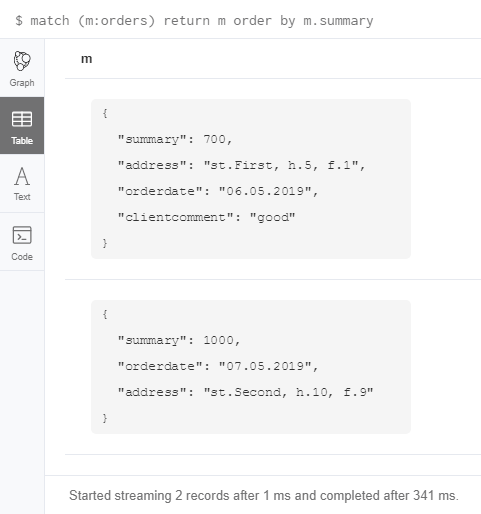 $ match (m:orders) return m order by m.summary
m
Graph
Table
Text
Code
{
"summary": 700,
"address": "st.First, h.5, f.1",
"orderdate": "06.05.2019",
"clientcomment": "good"
}
{
"summary": 1000,
"orderdate": "07.05.2019",
"address": "st.Second, h.10, f.9"
}
Started streaming 2 records after 1 ms and completed after 341 ms.